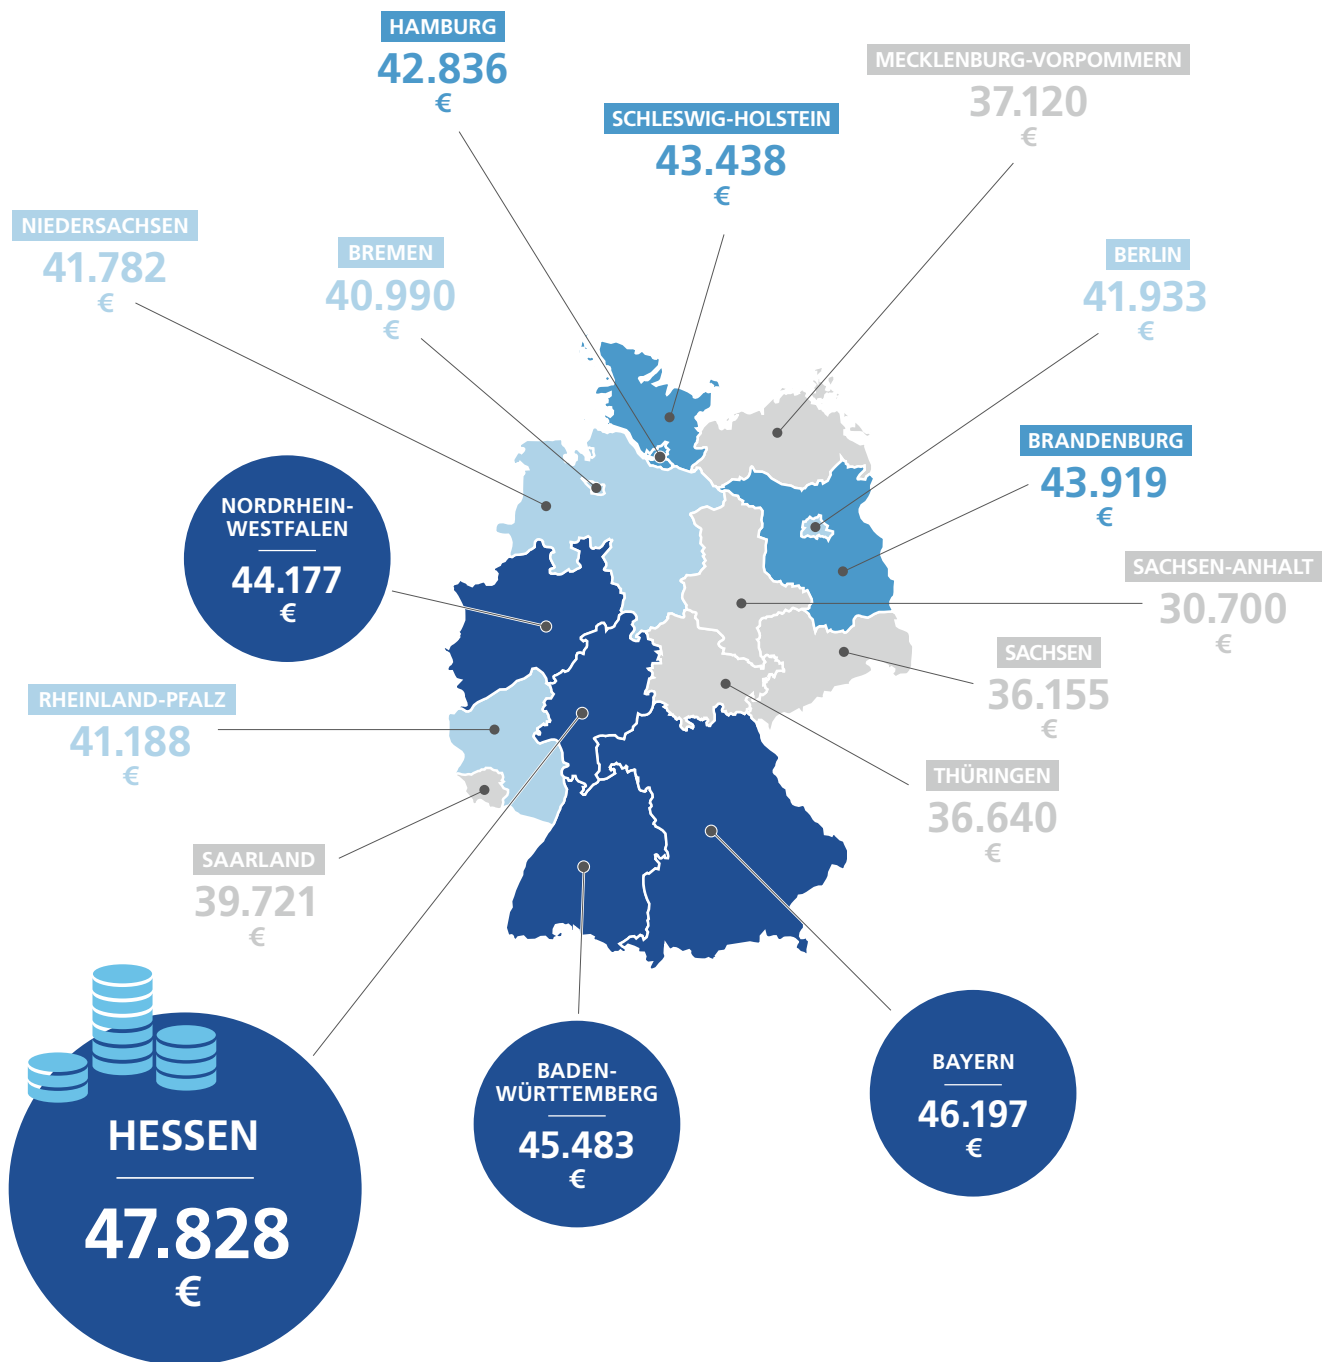 HAMBURG
42.836
€
MECKLENBURG-VORPOMMERN
37.120
€
SCHLESWIG-HOLSTEIN
43.438
€
NIEDERSACHSEN
41.782
€
BREMEN
40.990
€
BERLIN
41.933
€
BRANDENBURG
43.919
€
NORDRHEIN-
WESTFALEN
44.177
€
SACHSEN-ANHALT
30.700
€
SACHSEN
36.155
€
RHEINLAND-PFALZ
41.188
€
THÜRINGEN
36.640
€
SAARLAND
39.721
€
HESSEN
47.828
€
BADEN-
WÜRTTEMBERG
45.483
€
BAYERN
46.197
€